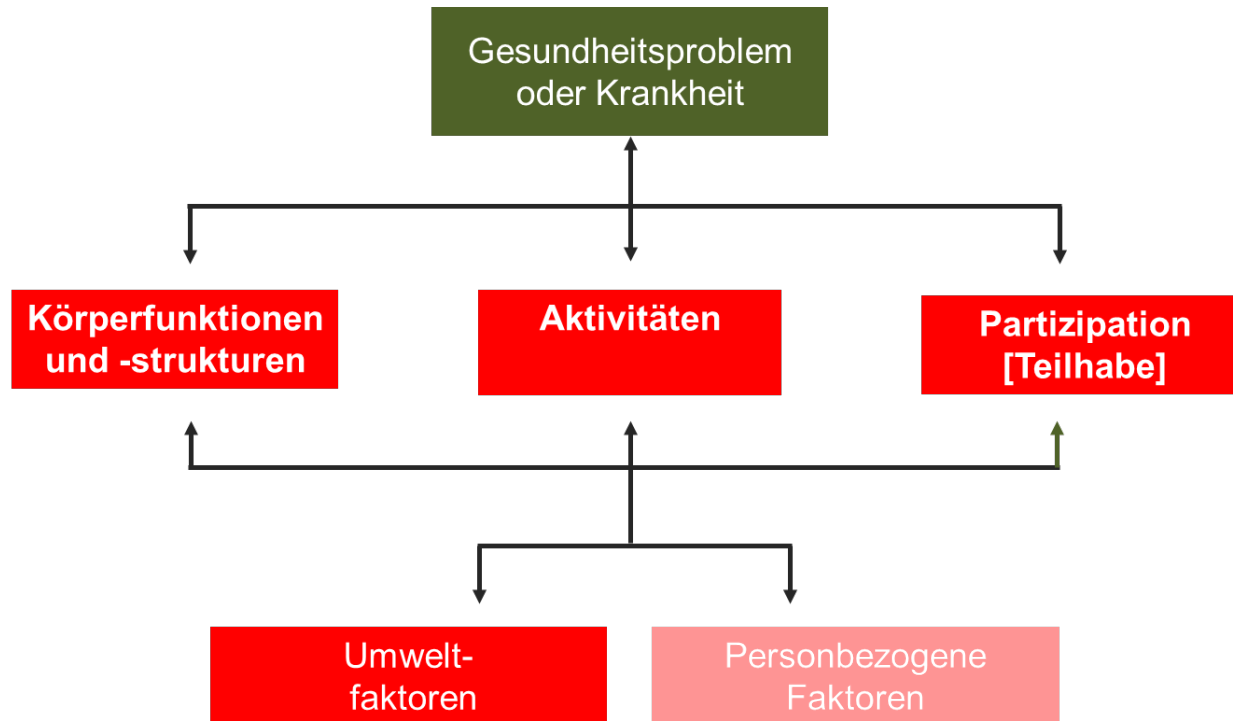 Gesundheitsproblem
oder Krankheit
Körperfunktionen
und -strukturen
Aktivitäten
Partizipation
[Teilhabe]
Umwelt-
faktoren
Personbezogene
Faktoren